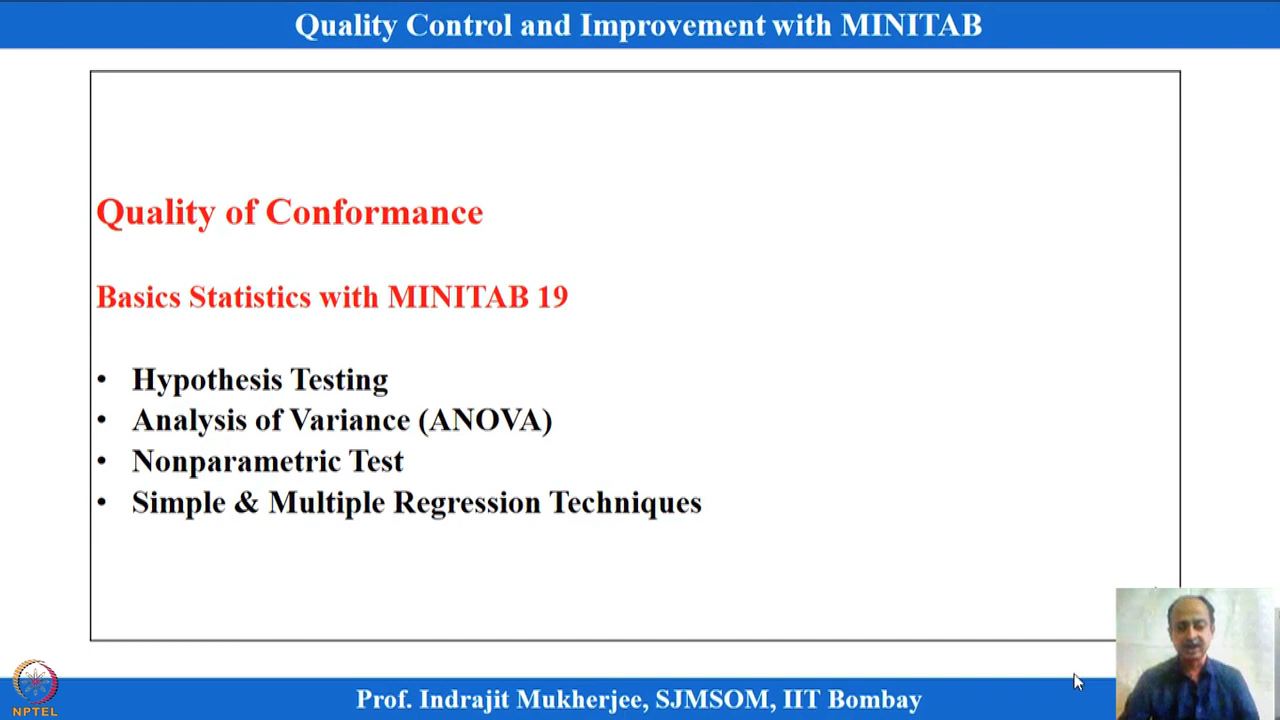 Quality Control and Improvement with MINITAB
Quality of Conformance
Basics Statistics with MINITAB 19
• Hypothesis Testing
• Analysis of Variance (ANOVA)
• Nonparametric Test
• Simple & Multiple Regression Techniques
Prof. Indrajit Mukherjee, SJMSOM, IIT Bombay
NPTEL